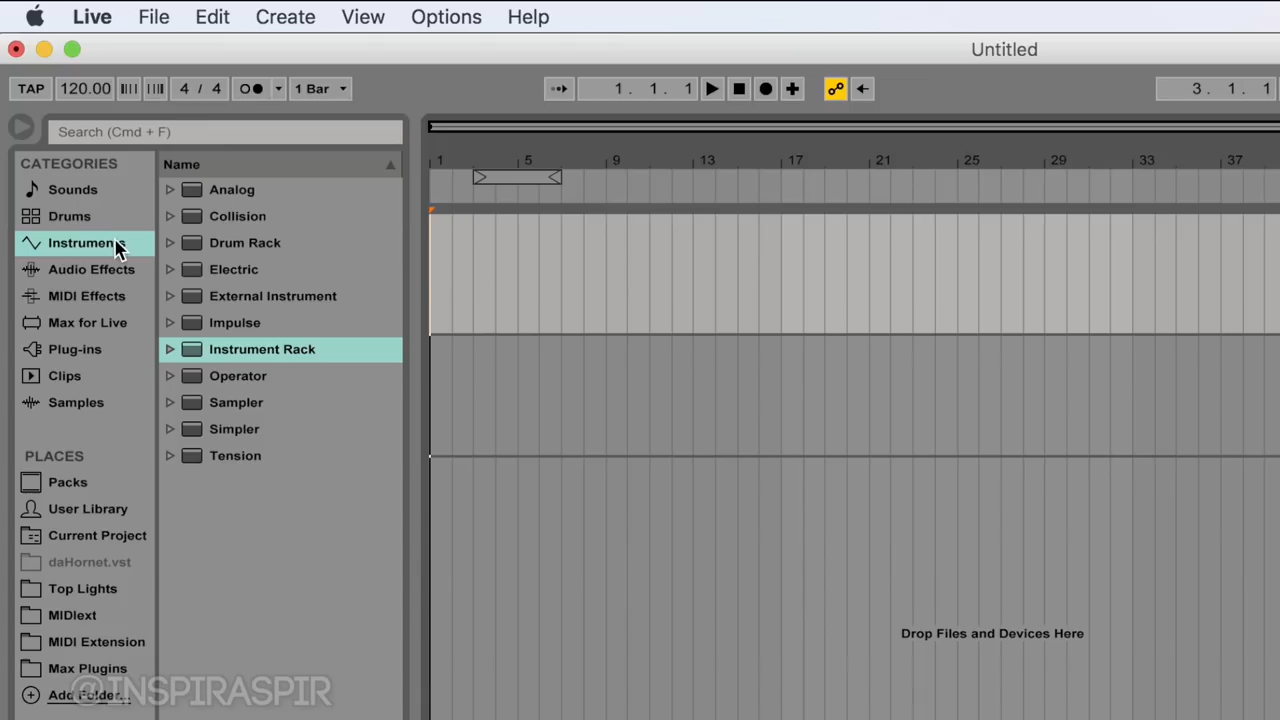 Live File Edit Create View Options Help
Untitled
TAP 120.00 4 / 4 1 Bar 1. 1. 1 3. 1. 1
Search (Cmd + F)
CATEGORIES
Sounds
Drums
Instruments
Audio Effects
MIDI Effects
Max for Live
Plug-ins
Clips
Samples
PLACES
Packs
User Library
Current Project
daHornet.vst
Top Lights
MIDIext
MIDI Extension
Max Plugins
Add Folder...
Name
Analog
Collision
Drum Rack
Electric
External Instrument
Impulse
Instrument Rack
Operator
Sampler
Simpler
Tension
1 5 9 13 17 21 25 29 33 37
Drop Files and Devices Here
@INSPIRASPIR